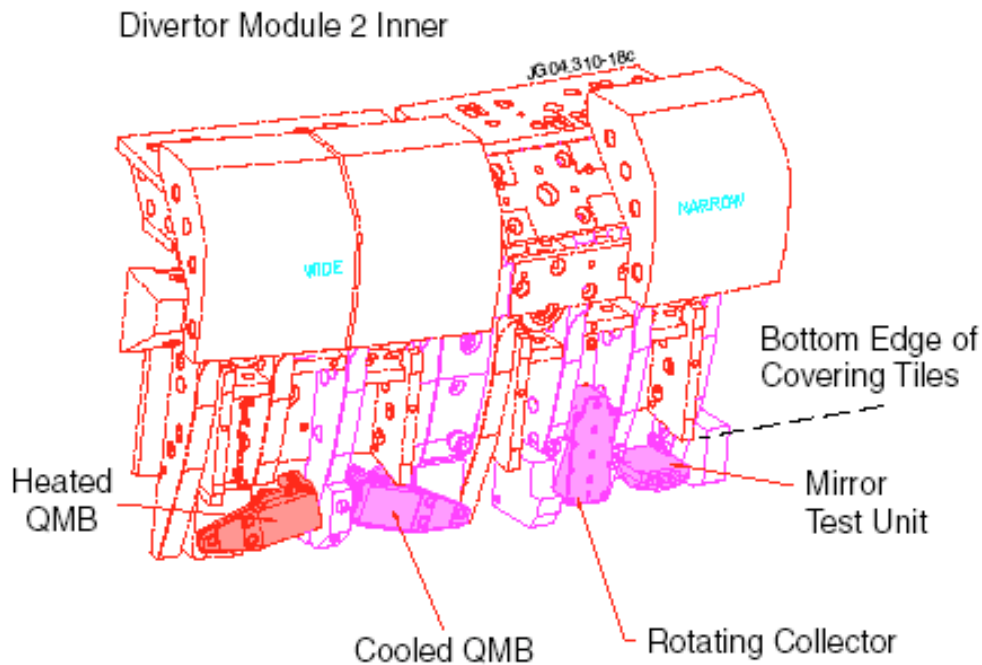 Divertor Module 2 Inner
JG04.310-18c
WIDE
NARROW
Bottom Edge of
Covering Tiles
Heated
QMB
Mirror
Test Unit
Cooled QMB
Rotating Collector